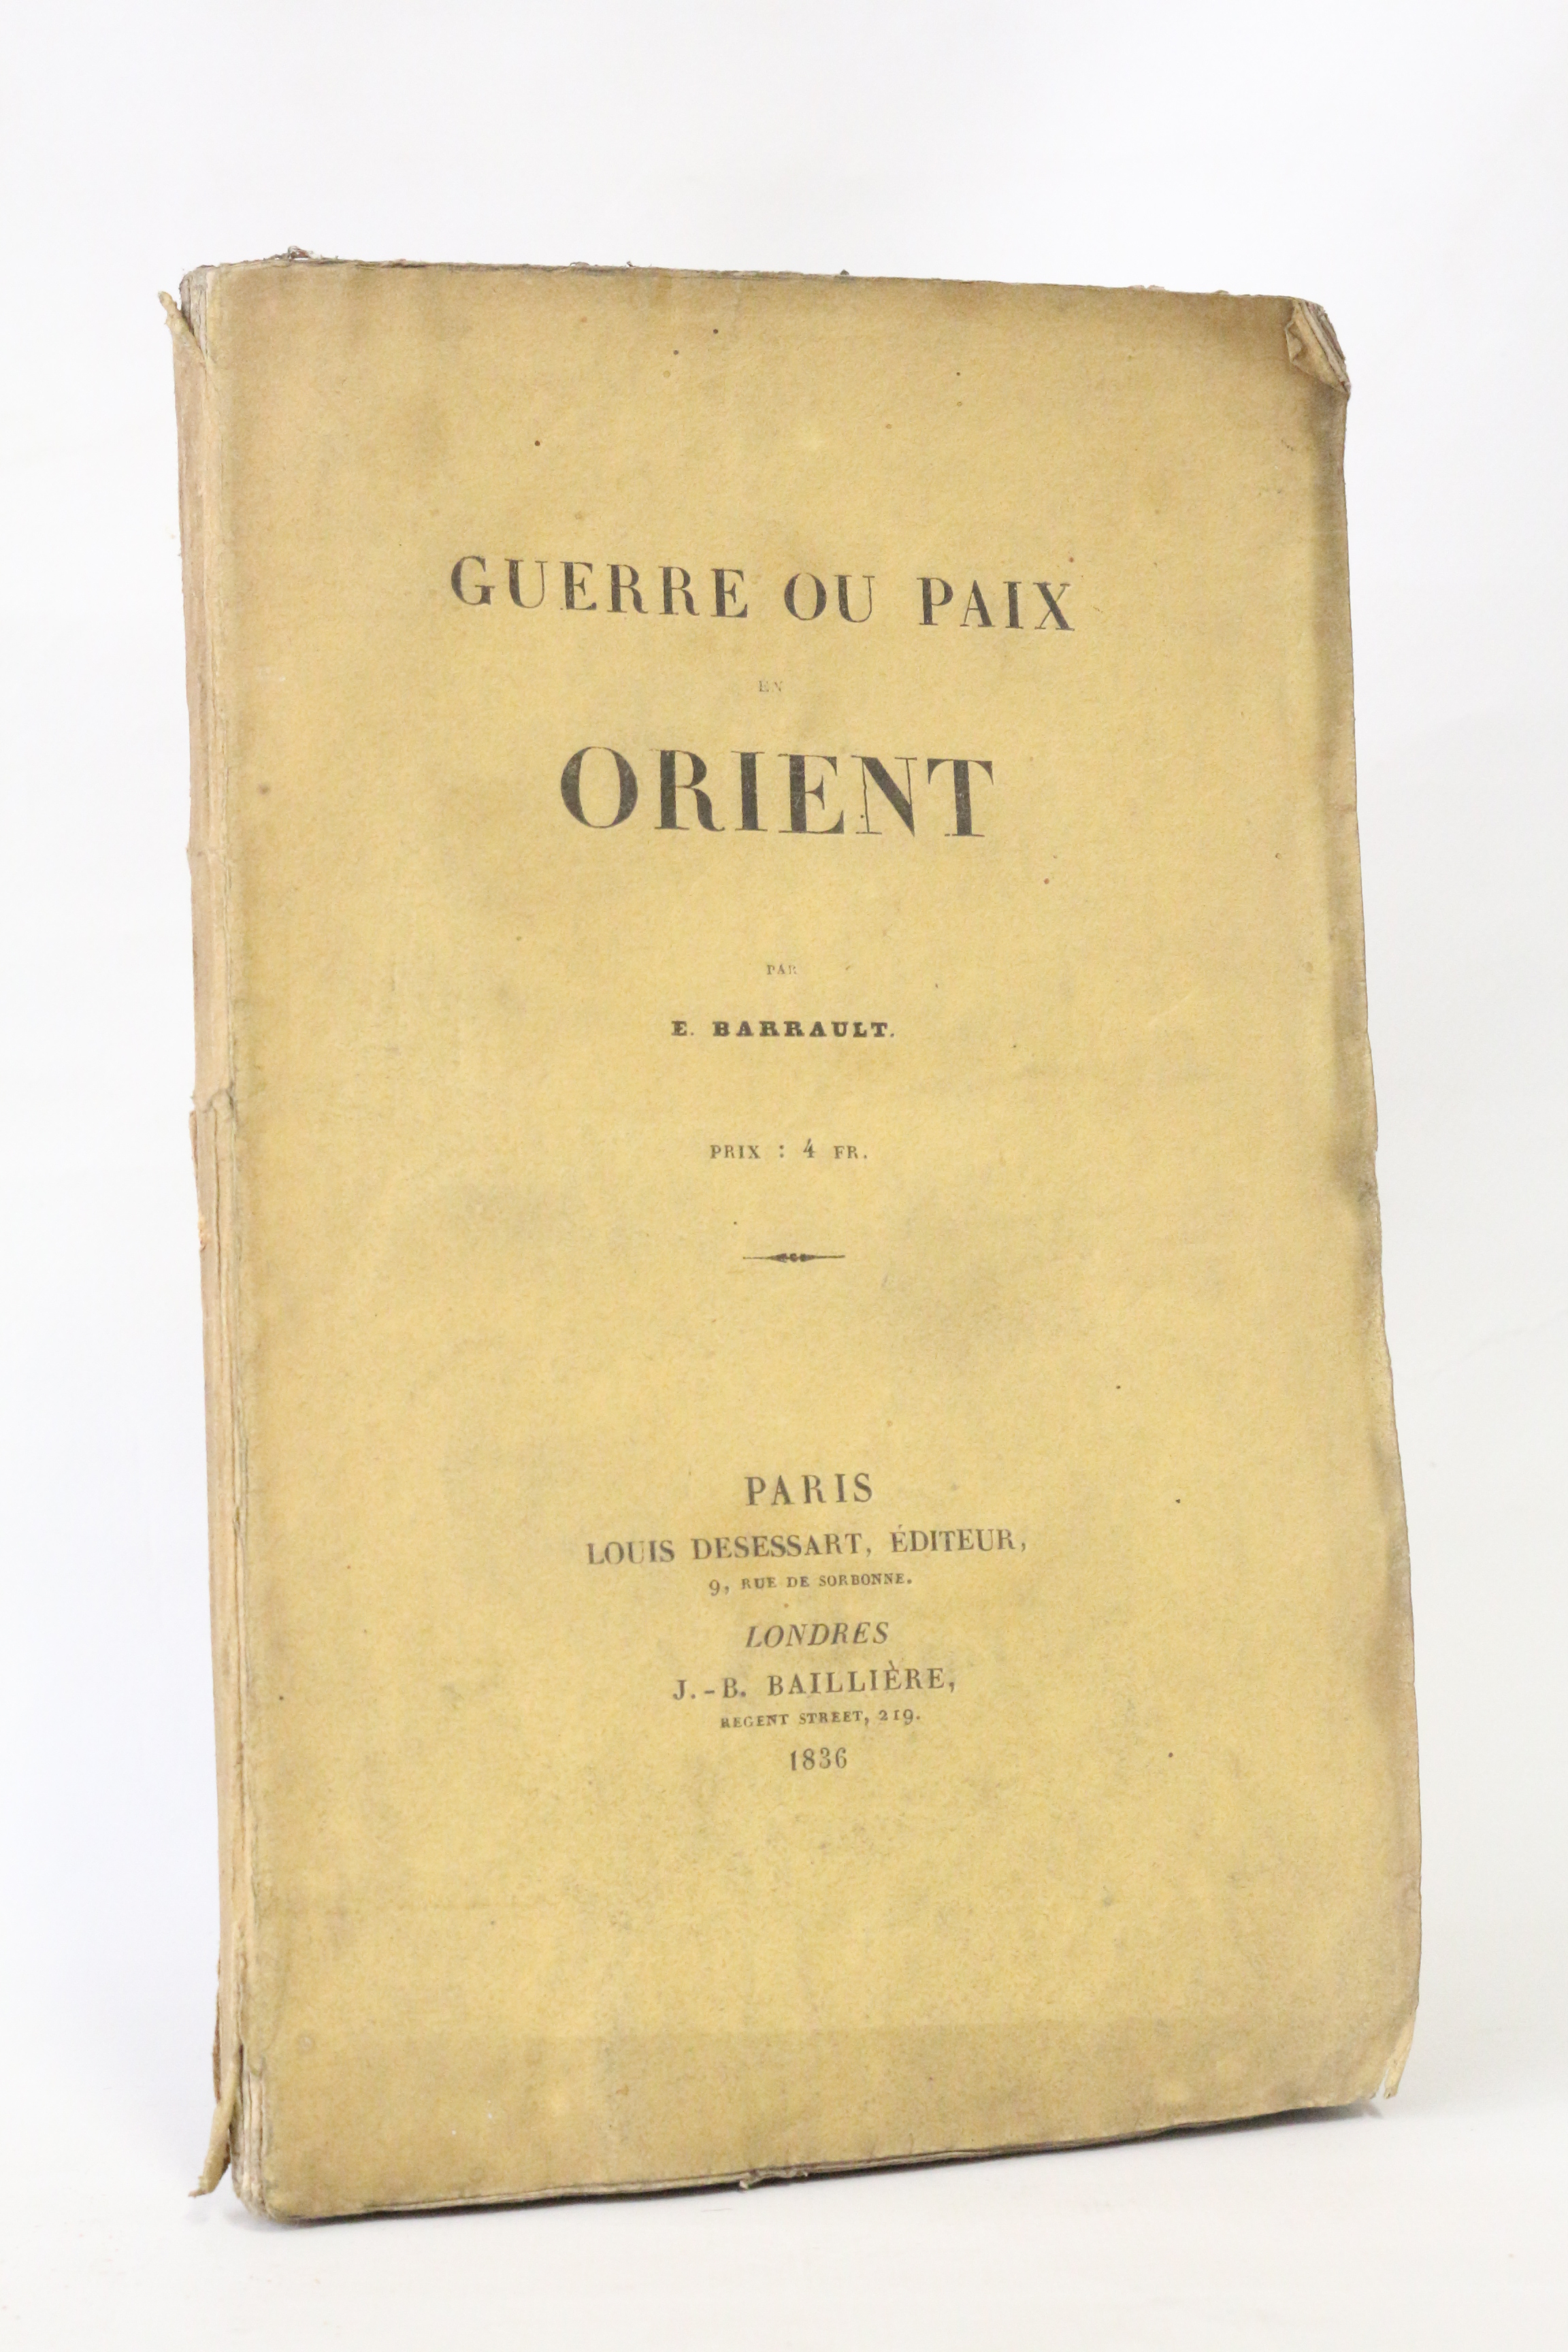 GUERRE OU PAIX
EN
ORIENT
PAR
E. BARRAULT.
PRIX : 4 FR.
PARIS
LOUIS DESESSART, ÉDITEUR,
9, RUE DE SORBONNE.
LONDRES
J.-B. BAILLIÈRE,
REGENT STREET, 219.
1836